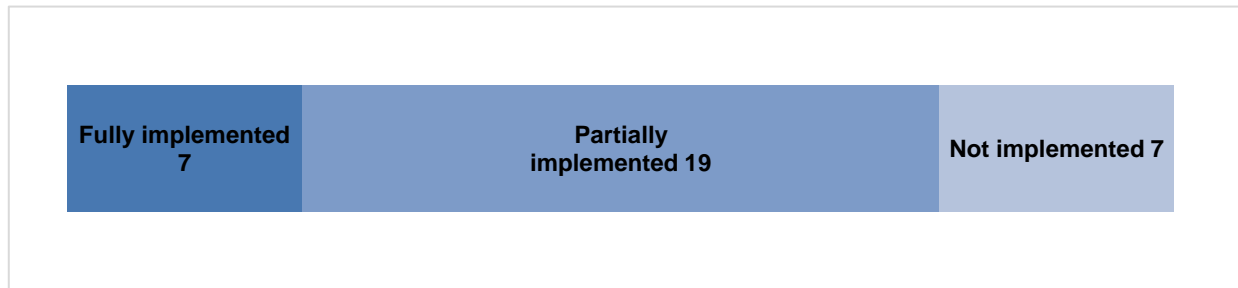 Fully implemented
7
Partially
implemented 19
Not implemented 7